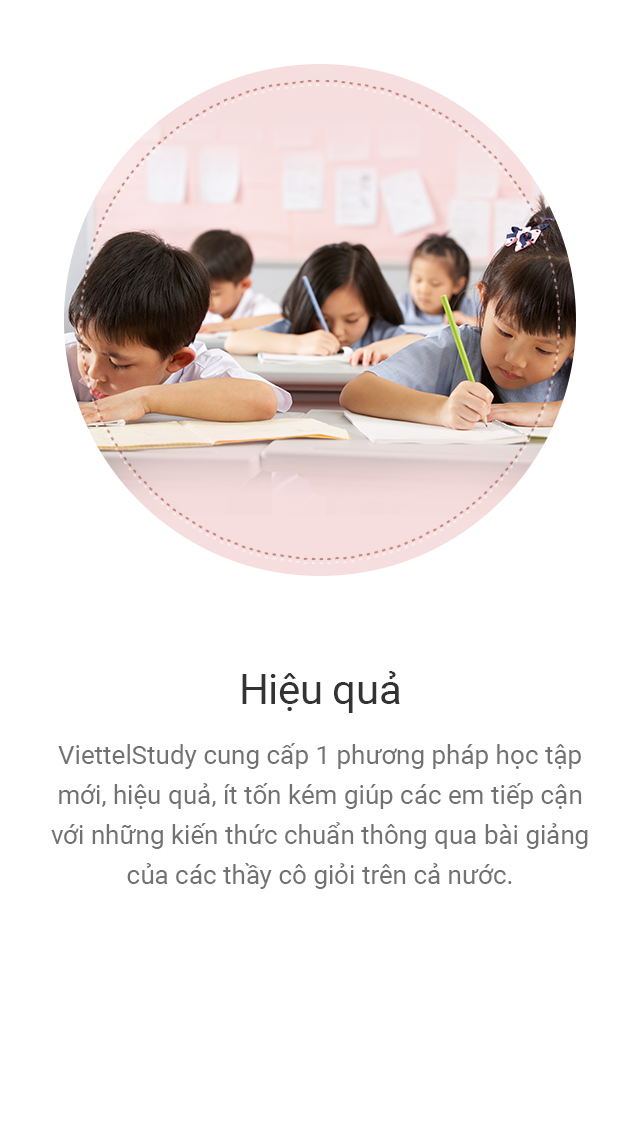 Hiệu quả
ViettelStudy cung cấp 1 phương pháp học tập
mới, hiệu quả, ít tốn kém giúp các em tiếp cận
với những kiến thức chuẩn thông qua bài giảng
của các thầy cô giỏi trên cả nước.